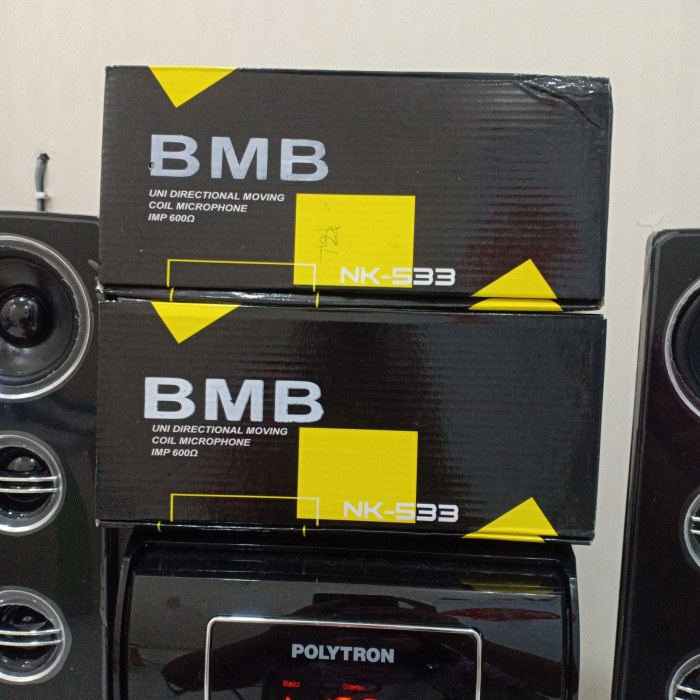 BMB
UNI DIRECTIONAL MOVING
COIL MICROPHONE
IMP 600Ω
NK-533
BMB
UNI DIRECTIONAL MOVING
COIL MICROPHONE
IMP 600Ω
NK-533
POLYTRON
Bazz